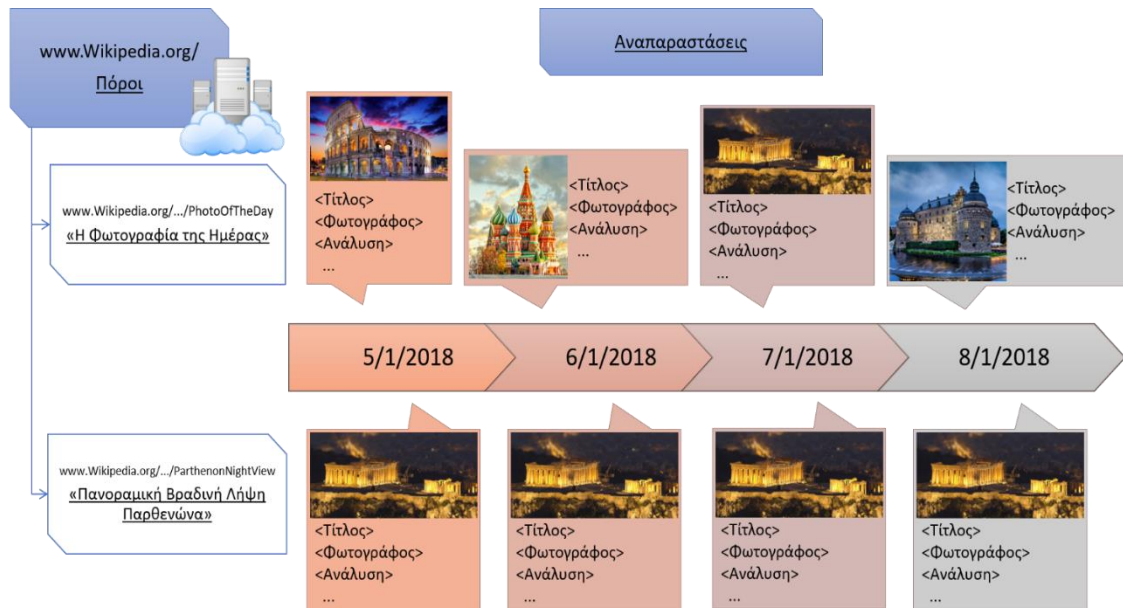 www.Wikipedia.org/
Πόροι
Αναπαραστάσεις
www.Wikipedia.org/.../PhotoOfTheDay
«Η Φωτογραφία της Ημέρας»
<Τίτλος>
<Φωτογράφος>
<Ανάλυση>
...
<Τίτλος>
<Φωτογράφος>
<Ανάλυση>
...
<Τίτλος>
<Φωτογράφος>
<Ανάλυση>
...
<Τίτλος>
<Φωτογράφος>
<Ανάλυση>
...
5/1/2018
6/1/2018
7/1/2018
8/1/2018
www.Wikipedia.org/.../ParthenonNightView
«Πανοραμική Βραδινή Λήψη
Παρθενώνα»
<Τίτλος>
<Φωτογράφος>
<Ανάλυση>
...
<Τίτλος>
<Φωτογράφος>
<Ανάλυση>
...
<Τίτλος>
<Φωτογράφος>
<Ανάλυση>
...
<Τίτλος>
<Φωτογράφος>
<Ανάλυση>
...